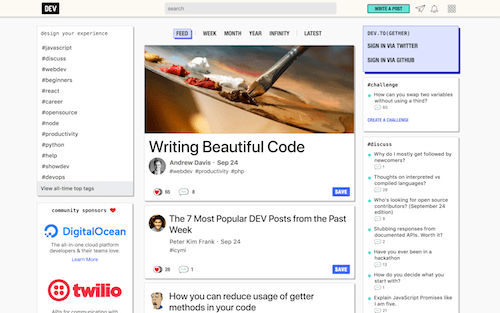 DEV
search
WRITE A POST
design your experience
#javascript
#discuss
#webdev
#beginners
#react
#career
#opensource
#node
#productivity
#python
#help
#showdev
#devops
View all-time top tags
community sponsors
DigitalOcean
The all-in-one cloud platform
developers & their teams love.
Learn More
twilio
APIs for communication with
FEED
WEEK
MONTH
YEAR
INFINITY
LATEST
Writing Beautiful Code
Andrew Davis · Sep 24
#webdev #productivity #php
65
8
SAVE
The 7 Most Popular DEV Posts from the Past
Week
Peter Kim Frank · Sep 24
#icymi
28
1
SAVE
How you can reduce usage of getter
methods in your code
DEV.TO(GETHER)
SIGN IN VIA TWITTER
SIGN IN VIA GITHUB
#challenge
How can you swap two variables
without using a third?
CREATE A CHALLENGE
#discuss
Why do I mostly get followed by
newcomers?
1
Thoughts on interpreted vs
compiled languages?
Who's looking for open source
contributors? (September 24
edition)
Stubbing responses from
documented APIs. Worth it?
2
Have you ever been in a
hackathon
How do you decide what you
start with?
1
Explain JavaScript Promises like
I am five.